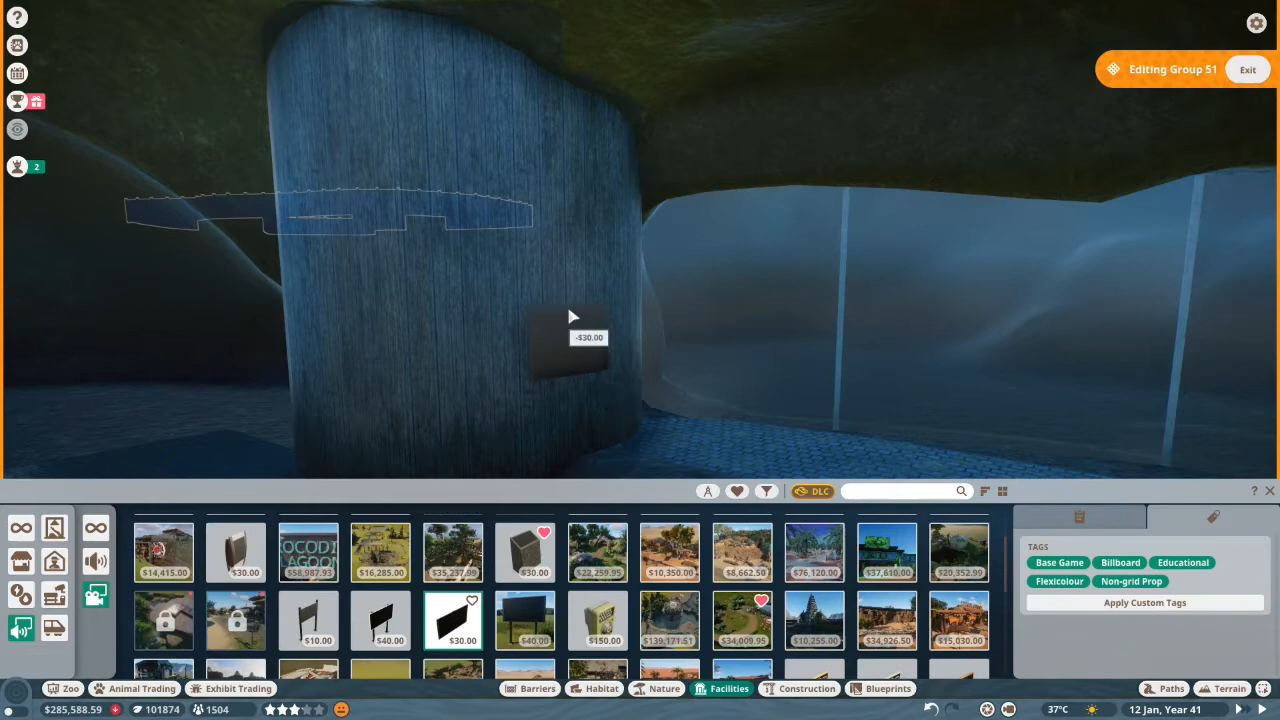 ?
Editing Group 51
Exit
2
-$30.00
DLC
?
$14,415.00
$30.00
$58,987.93
$16,285.00
$35,237.99
$30.00
$22,259.95
$10,350.00
$8,662.50
$76,120.00
$37,610.00
$20,352.99
OCODI
LAGOON
$10.00
$40.00
$30.00
$40.00
$150.00
$139,171.51
$34,009.95
$10,255.00
$34,926.50
$15,030.00
TAGS
Base Game
Billboard
Educational
Flexicolour
Non-grid Prop
Apply Custom Tags
Zoo
Animal Trading
Exhibit Trading
Barriers
Habitat
Nature
Facilities
Construction
Blueprints
Paths
Terrain
$285,588.59
101874
1504
37°C
12 Jan, Year 41